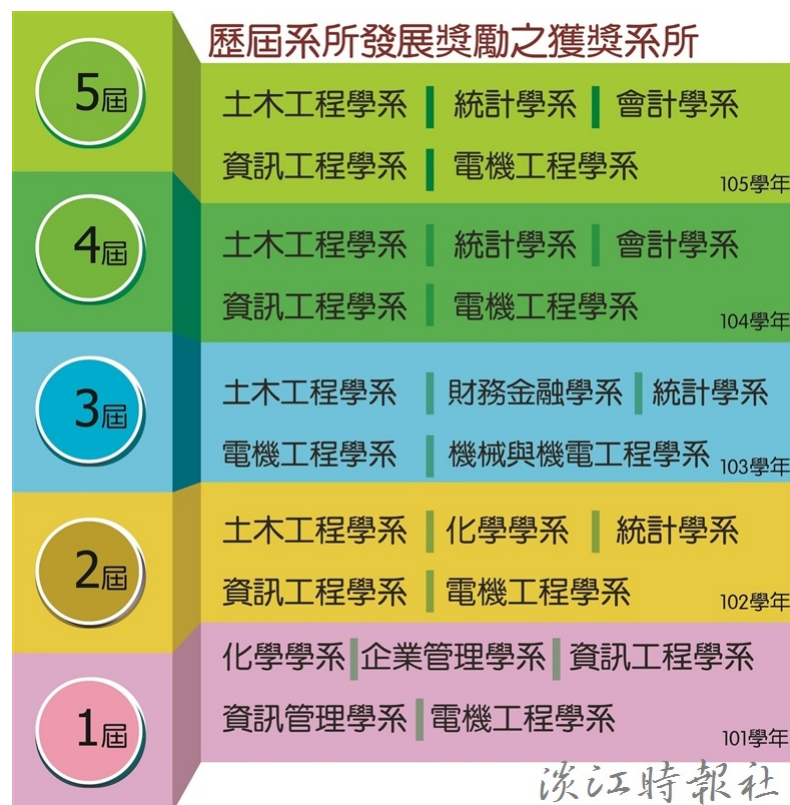 歷屆系所發展獎勵之獲獎系所
5屆
土木工程學系 統計學系 會計學系
資訊工程學系 電機工程學系
105學年
4屆
土木工程學系 統計學系 會計學系
資訊工程學系 電機工程學系
104學年
3屆
土木工程學系 財務金融學系 統計學系
電機工程學系 機械與機電工程學系
103學年
2屆
土木工程學系 化學學系 統計學系
資訊工程學系 電機工程學系
102學年
1屆
化學學系 企業管理學系 資訊工程學系
資訊管理學系 電機工程學系
101學年
淡江時報社